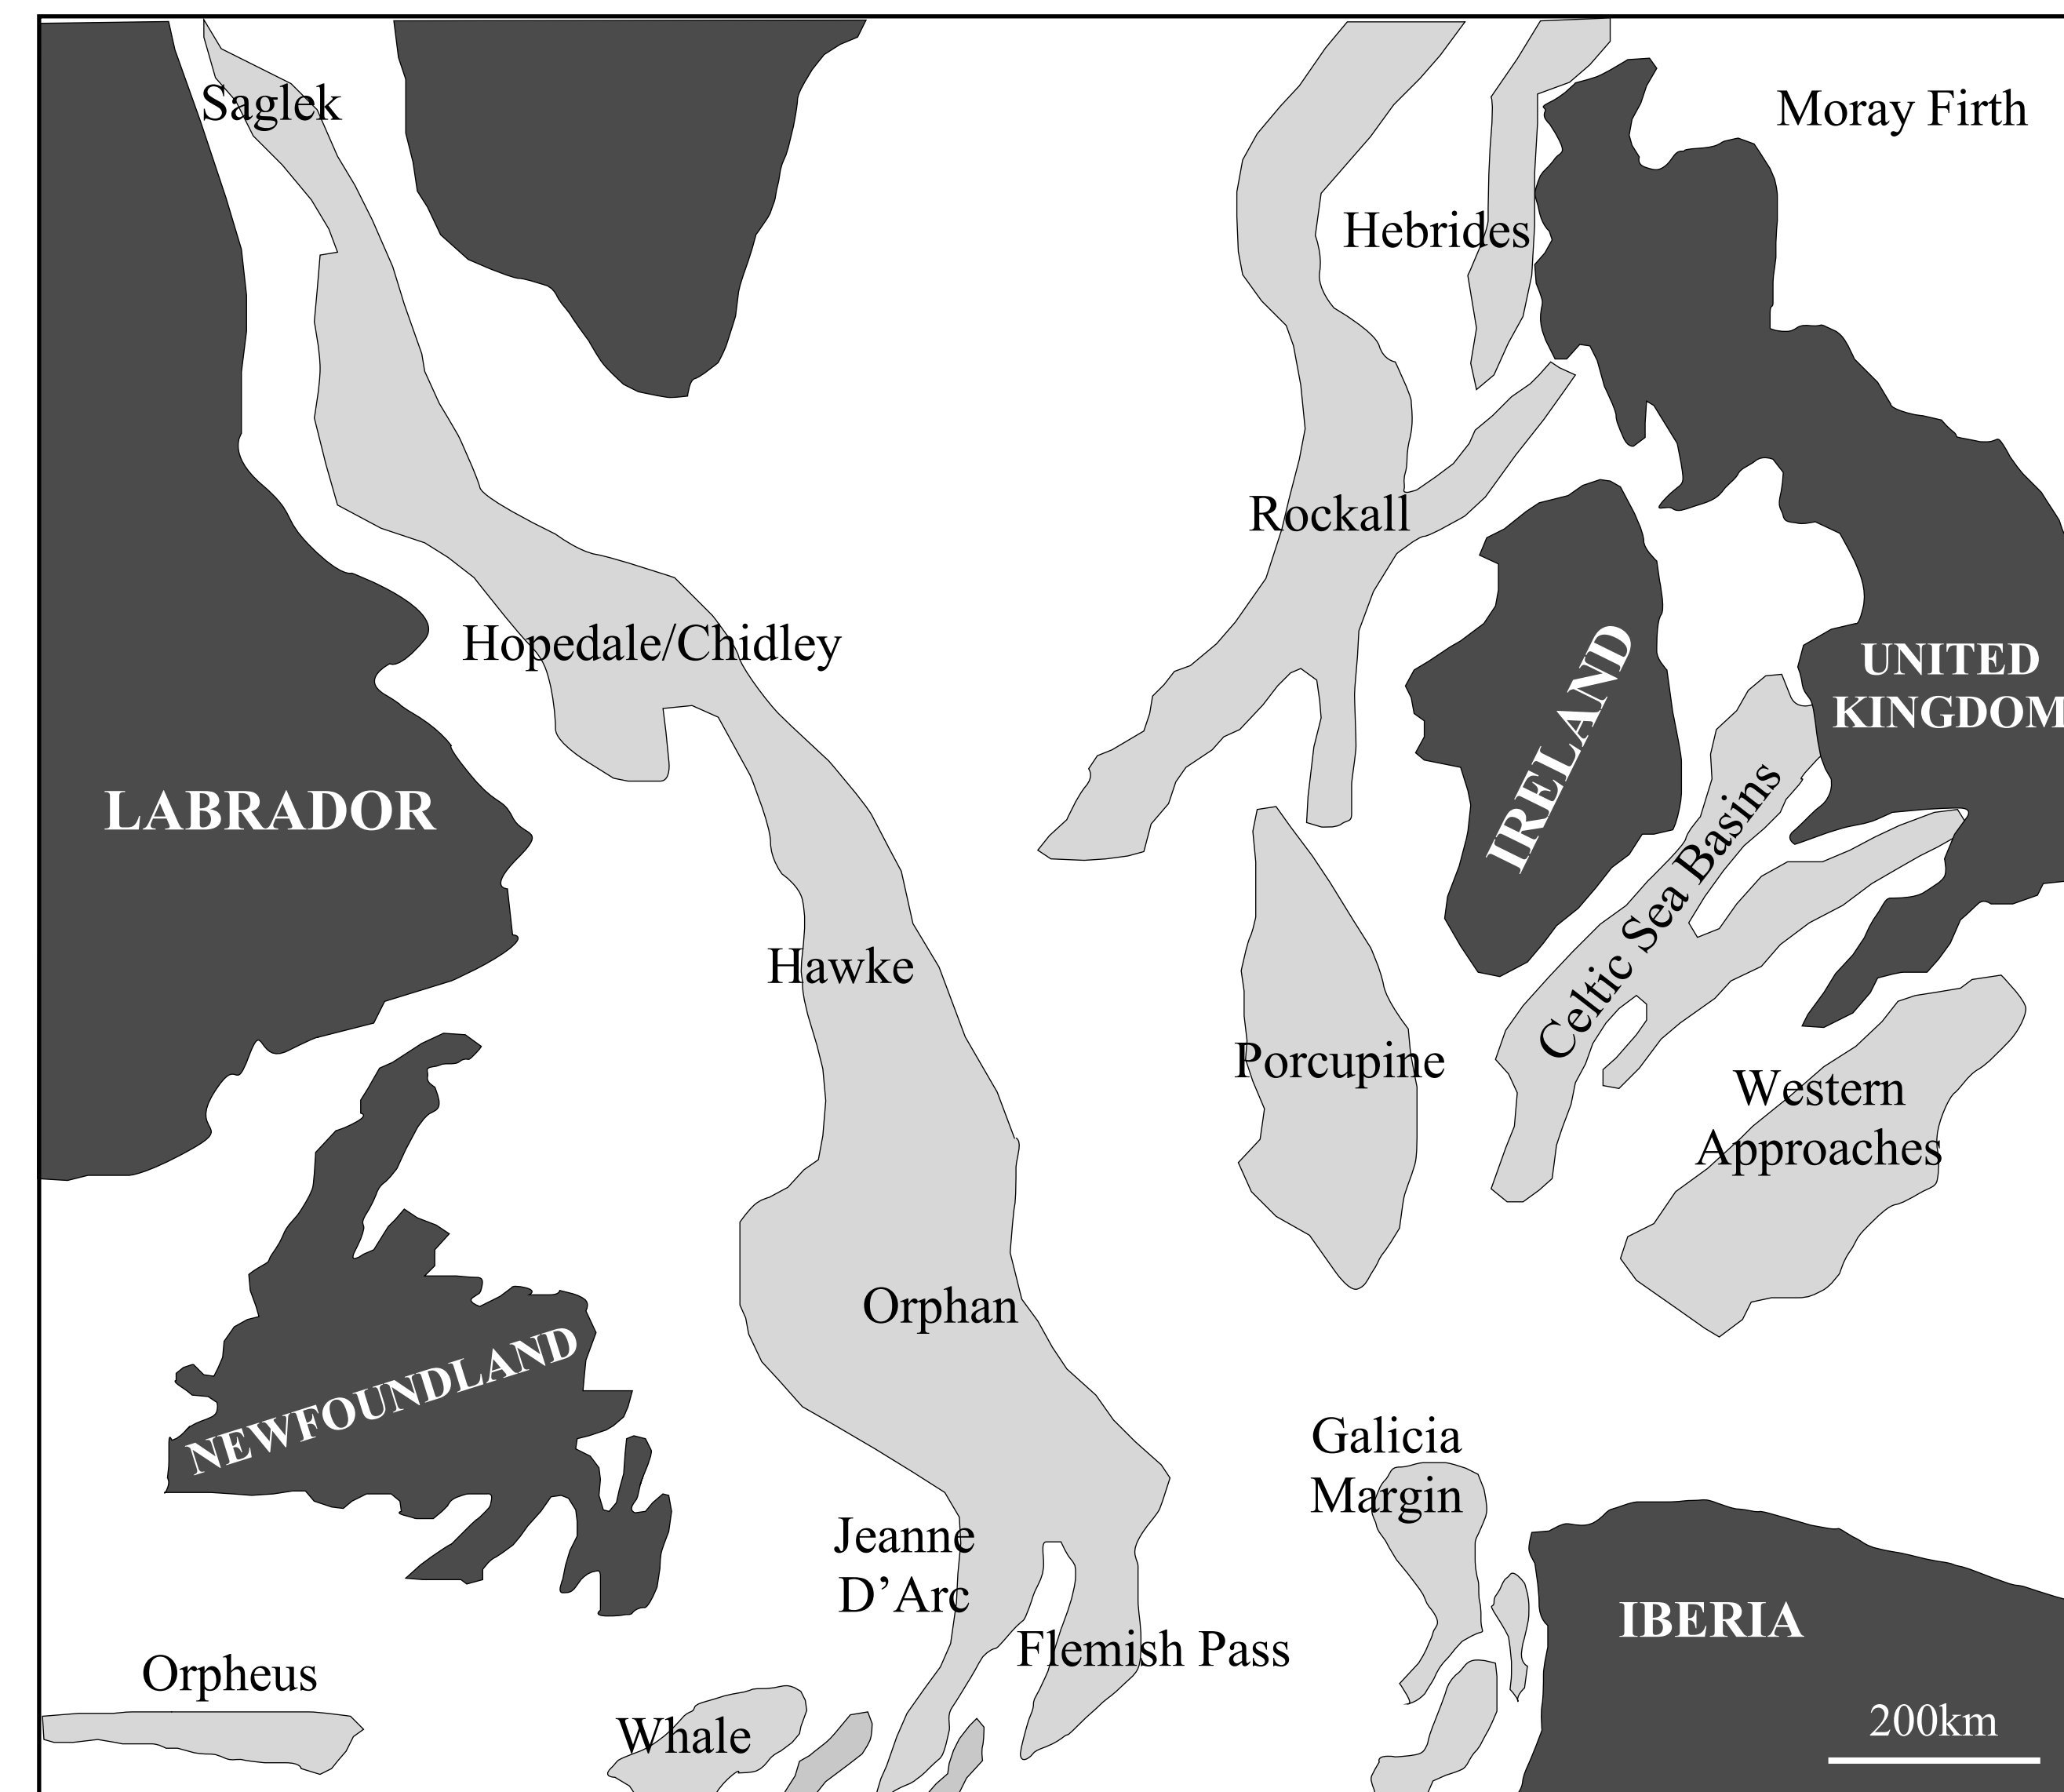 Saglek
Moray Firth
Hebrides
Rockall
Hopedale/Chidley
UNITED
KINGDOM
IRELAND
LABRADOR
Celtic Sea Basins
Hawke
Porcupine
Western
Approaches
Orphan
NEWFOUNDLAND
Galicia
Margin
Jeanne
D’Arc
Flemish Pass
IBERIA
Orpheus
Whale
200km